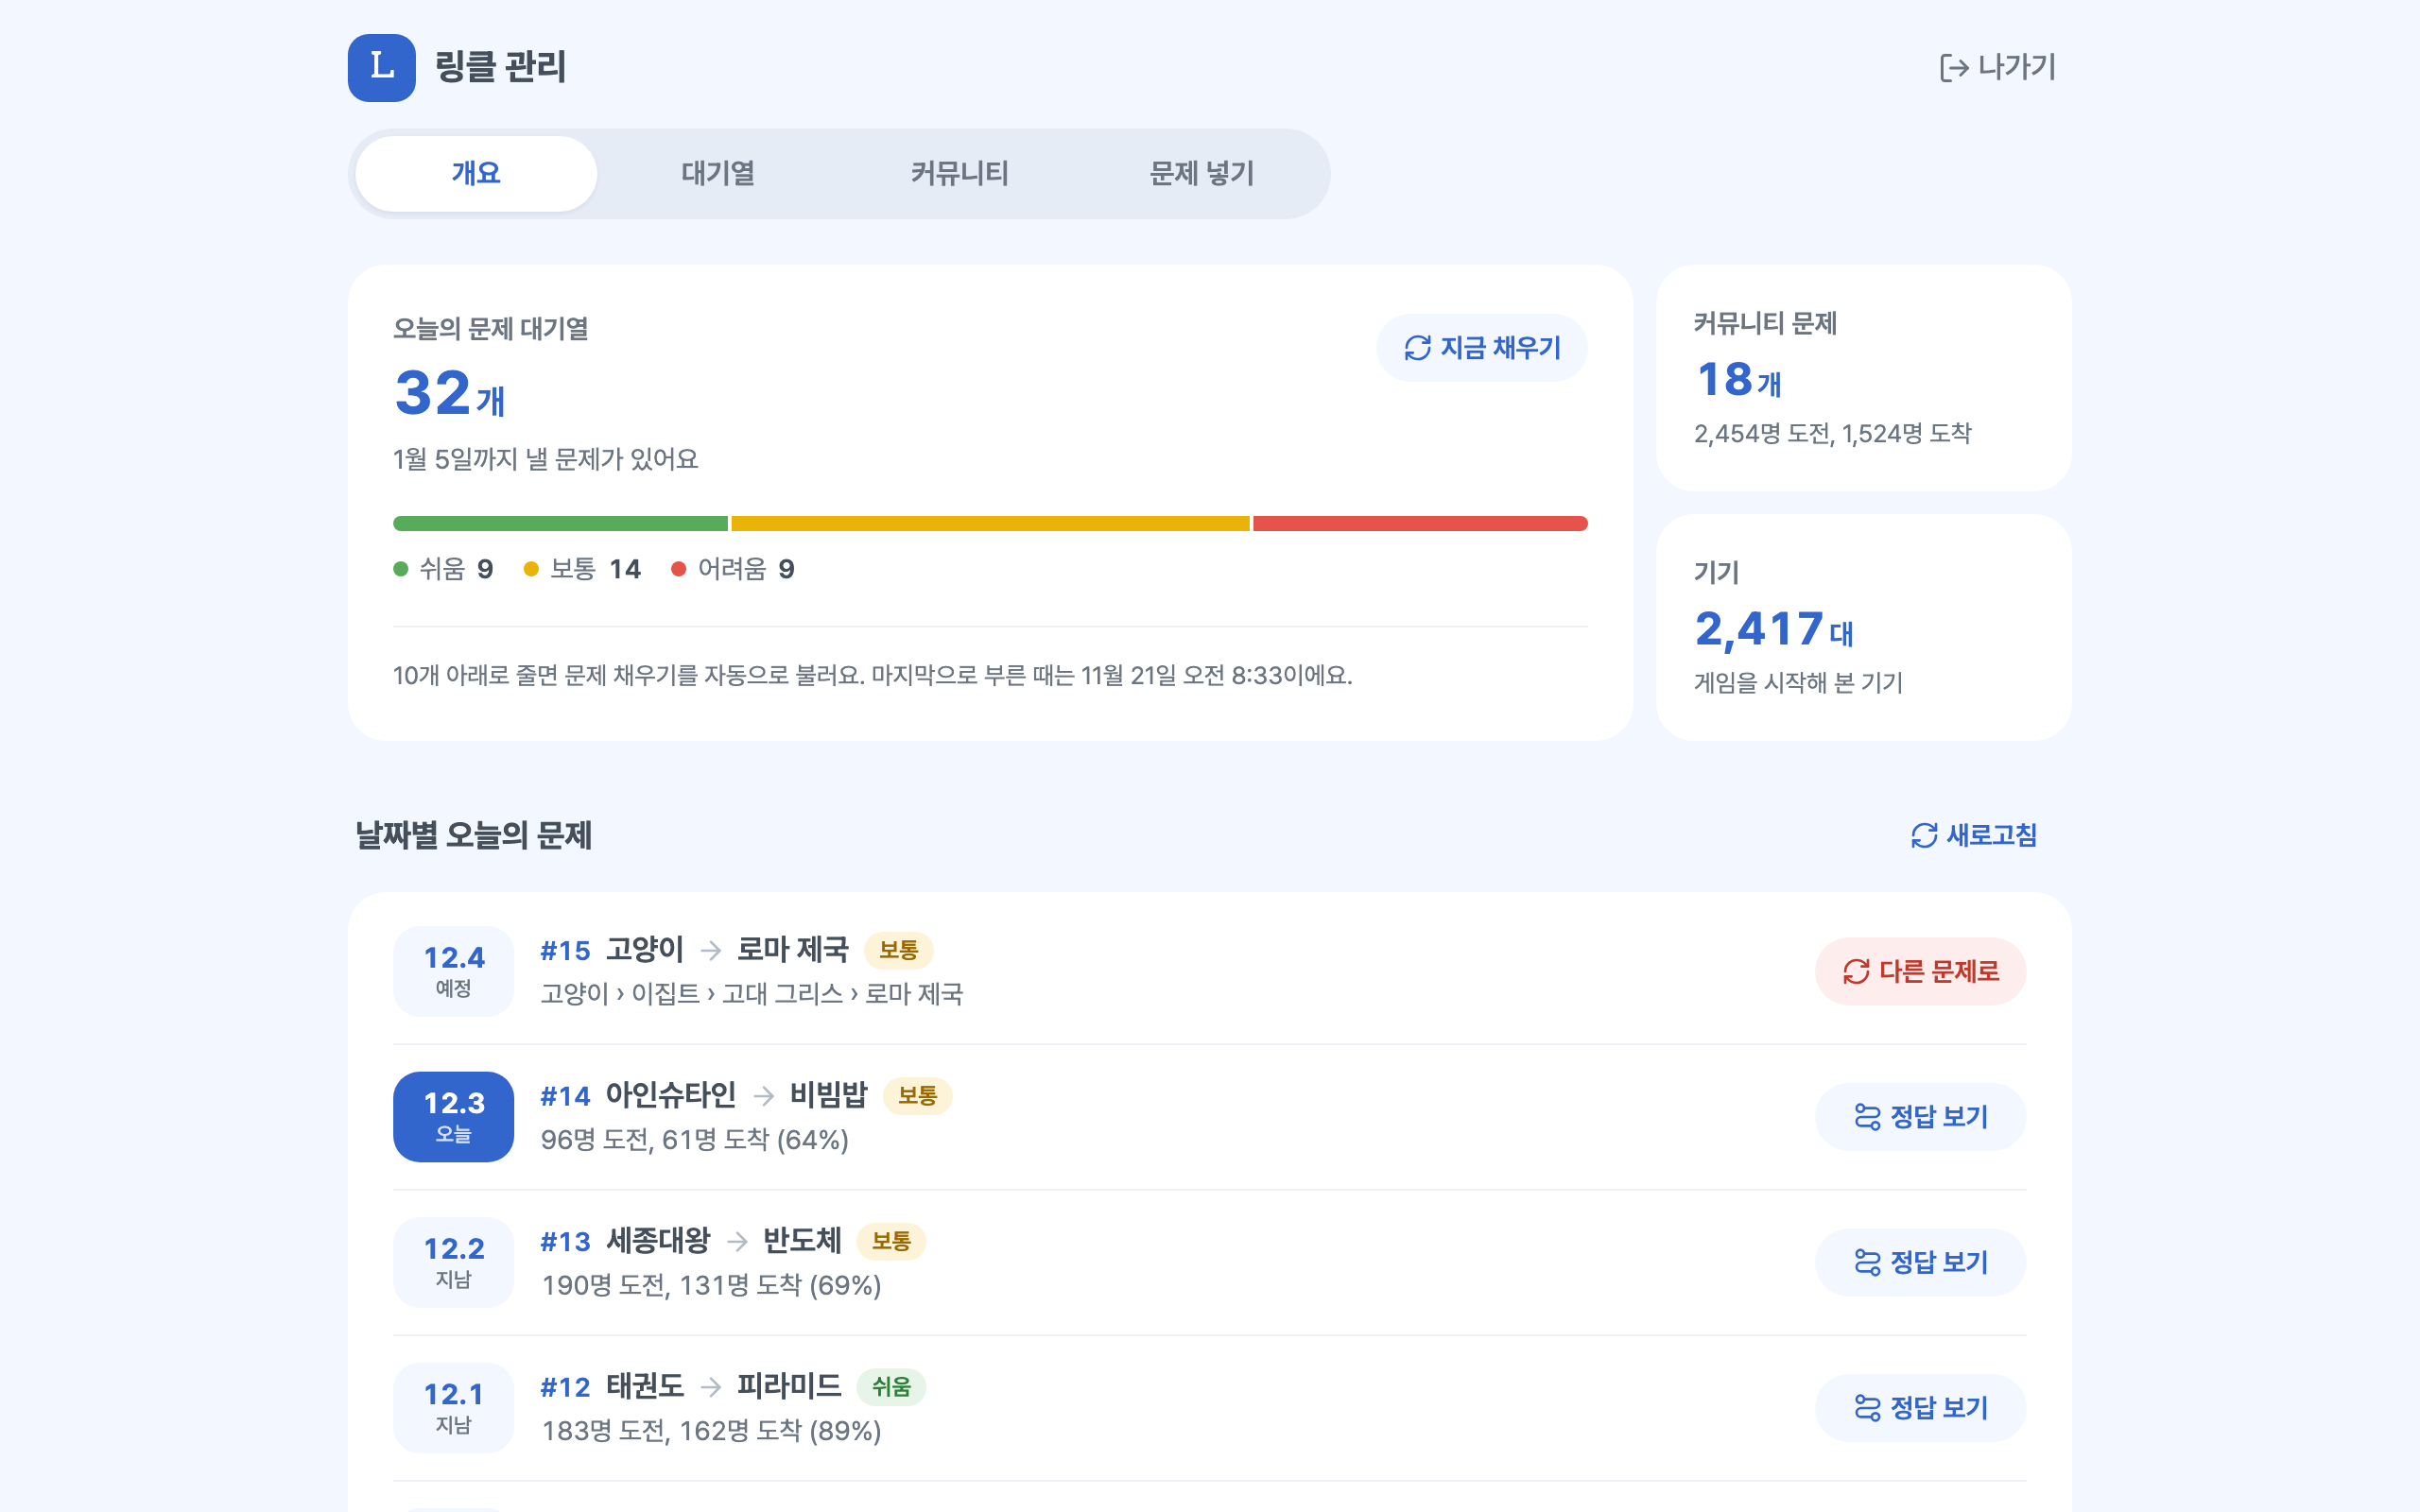 L 링클 관리
나가기
개요 대기열 커뮤니티 문제 넣기
오늘의 문제 대기열
지금 채우기
32개
1월 5일까지 낼 문제가 있어요
쉬움 9 보통 14 어려움 9
10개 아래로 줄면 문제 채우기를 자동으로 불러요. 마지막으로 부른 때는 11월 21일 오전 8:33이에요.
커뮤니티 문제
18개
2,454명 도전, 1,524명 도착
기기
2,417대
게임을 시작해 본 기기
날짜별 오늘의 문제
새로고침
12.4
예정
#15 고양이 → 로마 제국 보통
고양이 › 이집트 › 고대 그리스 › 로마 제국
다른 문제로
12.3
오늘
#14 아인슈타인 → 비빔밥 보통
96명 도전, 61명 도착 (64%)
정답 보기
12.2
지남
#13 세종대왕 → 반도체 보통
190명 도전, 131명 도착 (69%)
정답 보기
12.1
지남
#12 태권도 → 피라미드 쉬움
183명 도전, 162명 도착 (89%)
정답 보기